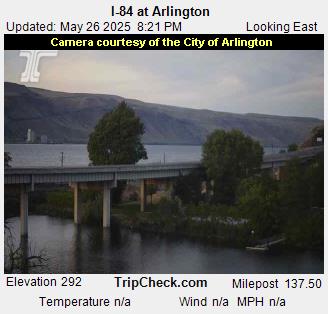 I-84 at Arlington
Updated: May 26 2025 8:21 PM Looking East
Camera courtesy of the City of Arlington
Elevation 292 TripCheck.com Milepost 137.50
Temperature n/a Wind n/a MPH n/a